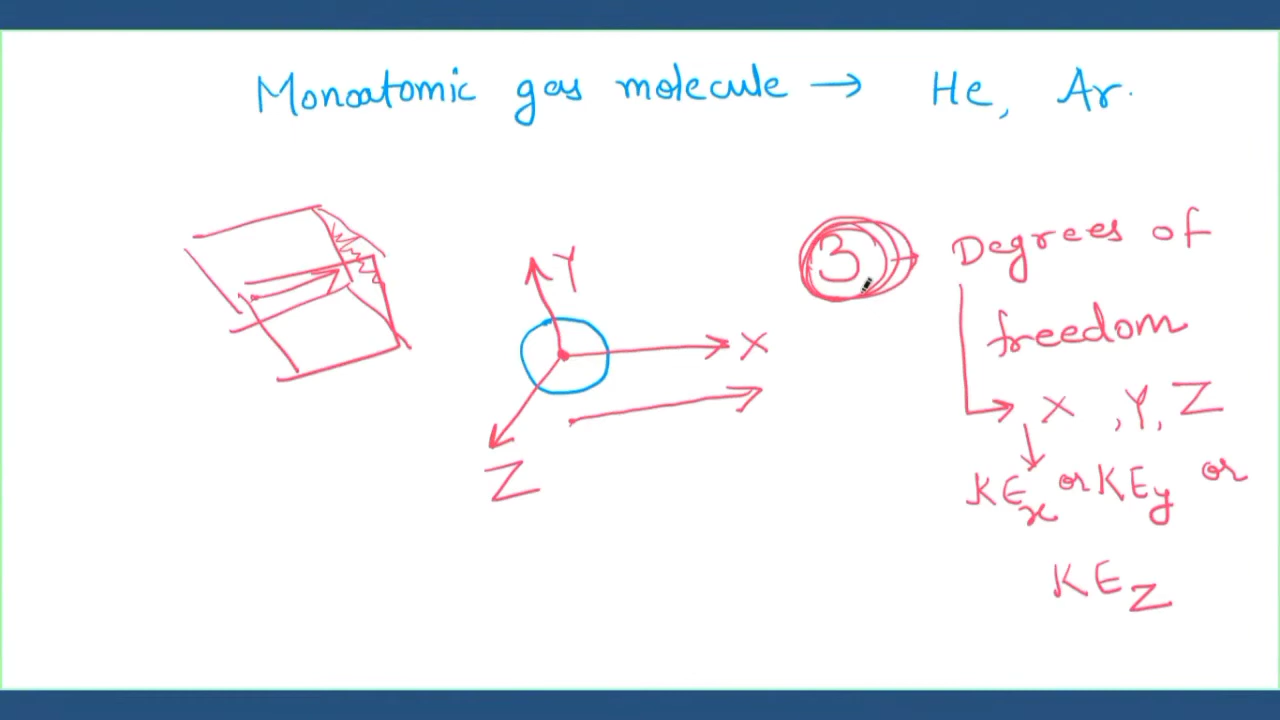 Monoatomic gas molecule → He, Ar.
Y
X
Z
3 → Degrees of
freedom
→ X , Y, Z
KEx or KEy or
KEZ